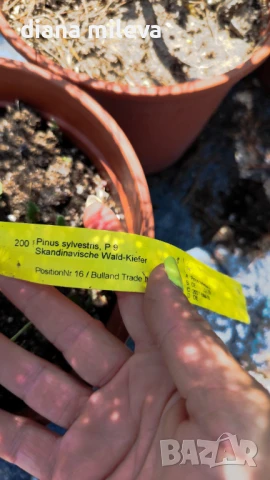 diana mileva
200 Pinus sylvestris, P 9
Skandinavische Wald-Kiefer
PositionNr.16 / Bulland Trade
bazar
bg